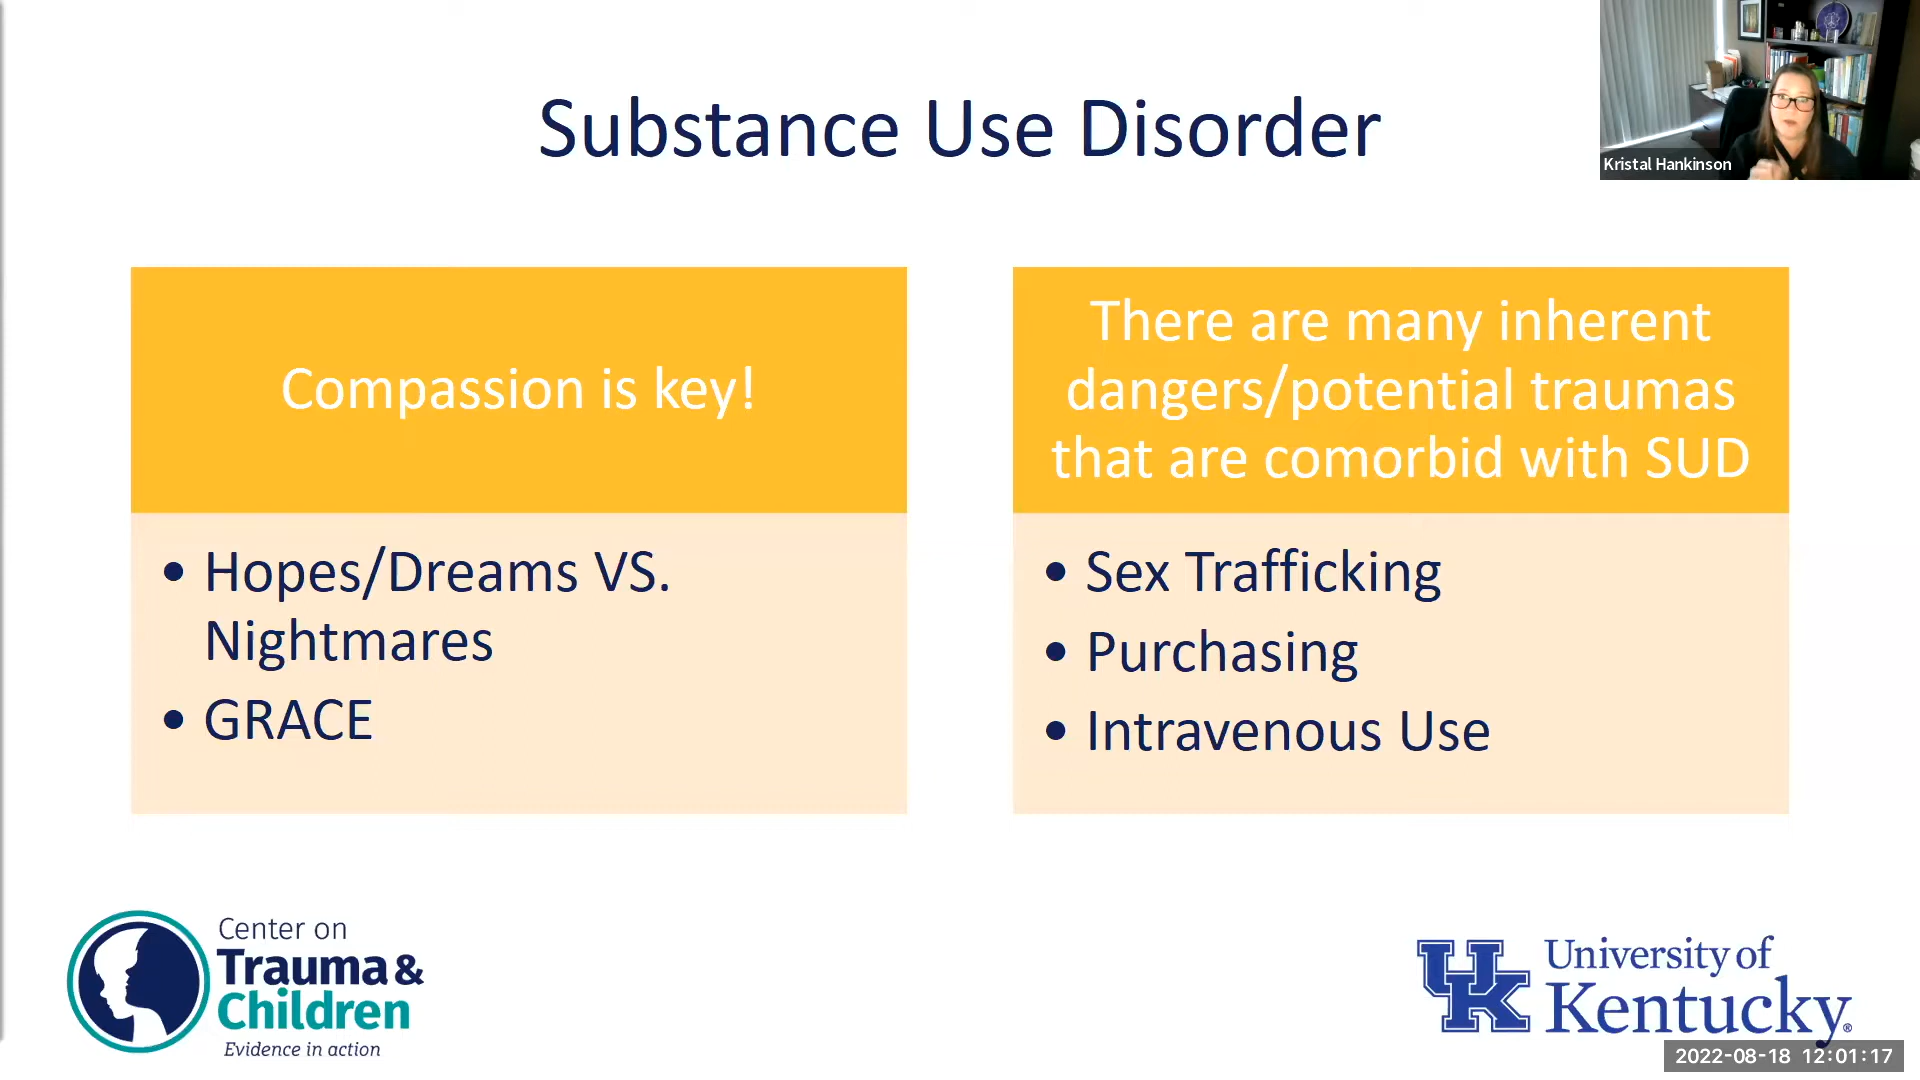 Substance Use Disorder
Kristal Hankinson
Compassion is key!
• Hopes/Dreams VS.
Nightmares
• GRACE
There are many inherent
dangers/potential traumas
that are comorbid with SUD
• Sex Trafficking
• Purchasing
• Intravenous Use
Center on
Trauma &
Children
Evidence in action
UK
University of
Kentucky®
2022-08-18 12:01:17